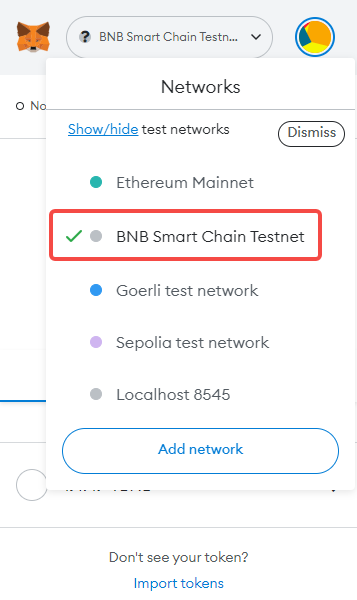 BNB Smart Chain Testn...
No
Networks
Show/hide test networks
Dismiss
Ethereum Mainnet
BNB Smart Chain Testnet
Goerli test network
Sepolia test network
Localhost 8545
Add network
Don't see your token?
Import tokens